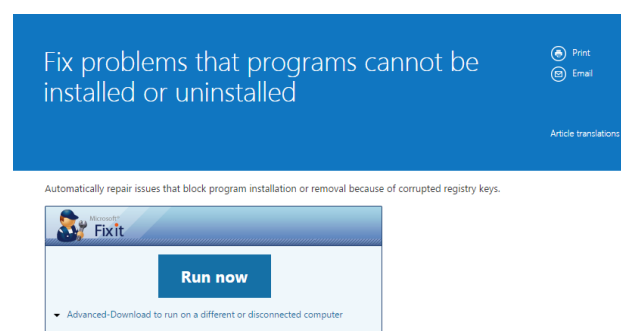 Fix problems that programs cannot be
installed or uninstalled
Print
Email
Article translations
Automatically repair issues that block program installation or removal because of corrupted registry keys.
Microsoft®
Fix it
Run now
Advanced-Download to run on a different or disconnected computer